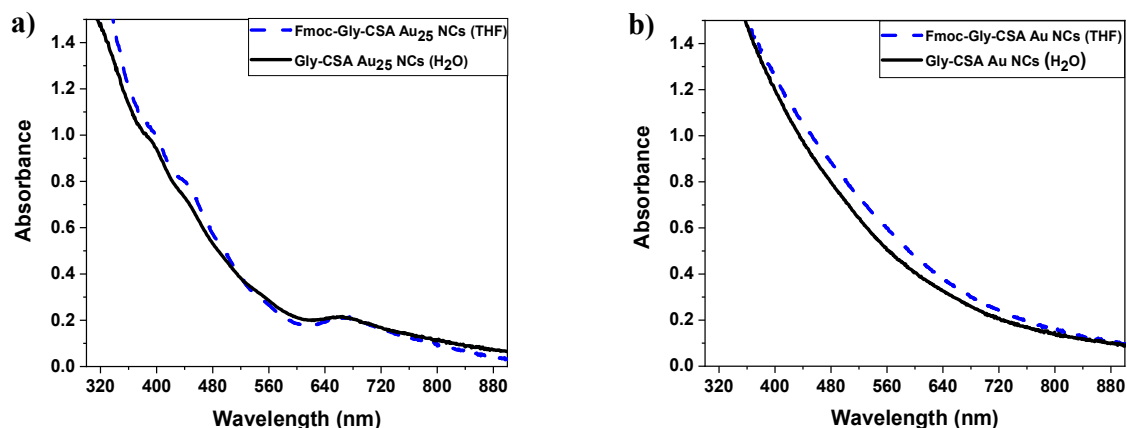 a)
Fmoc-Gly-CSA Au25 NCs (THF)
Gly-CSA Au25 NCs (H2O)
1.4
1.2
1.0
0.8
0.6
0.4
0.2
0.0
Absorbance
320 400 480 560 640 720 800 880
Wavelength (nm)
b)
Fmoc-Gly-CSA Au NCs (THF)
Gly-CSA Au NCs (H2O)
1.4
1.2
1.0
0.8
0.6
0.4
0.2
0.0
Absorbance
320 400 480 560 640 720 800 880
Wavelength (nm)